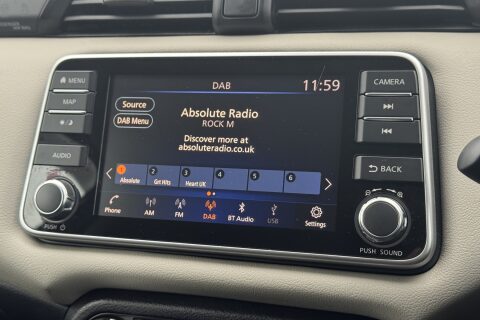 MENU
MAP
AUDIO
PUSH
DAB
11:59
Source
DAB Menu
Absolute Radio
ROCK M
Discover more at
absoluteradio.co.uk
1 2 3 4 5 6
Absolute Grt Hits Heart UK
Phone AM FM DAB BT Audio USB Settings
CAMERA
BACK
PUSH SOUND